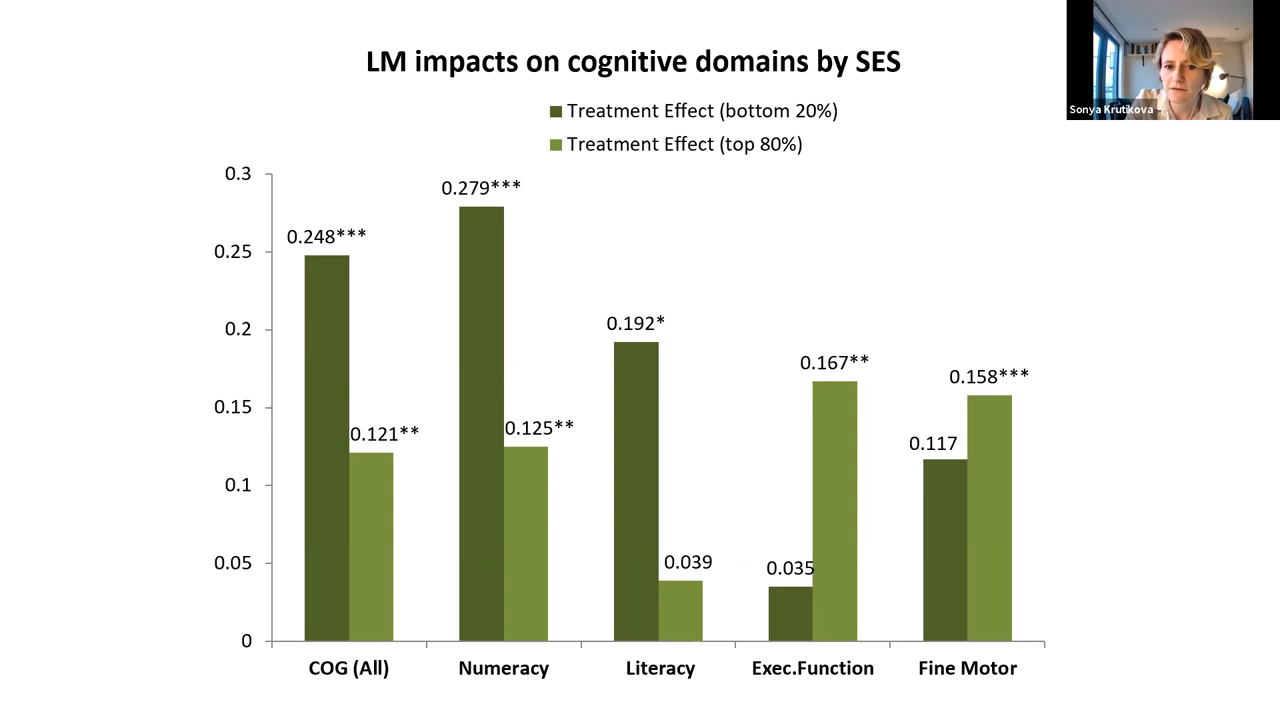 LM impacts on cognitive domains by SES
Sonya Krutikova
Treatment Effect (bottom 20%)
Treatment Effect (top 80%)
0.3
0.25
0.2
0.15
0.1
0.05
0
0.248***
0.121**
0.279***
0.125**
0.192*
0.039
0.035
0.167**
0.117
0.158***
COG (All)
Numeracy
Literacy
Exec.Function
Fine Motor